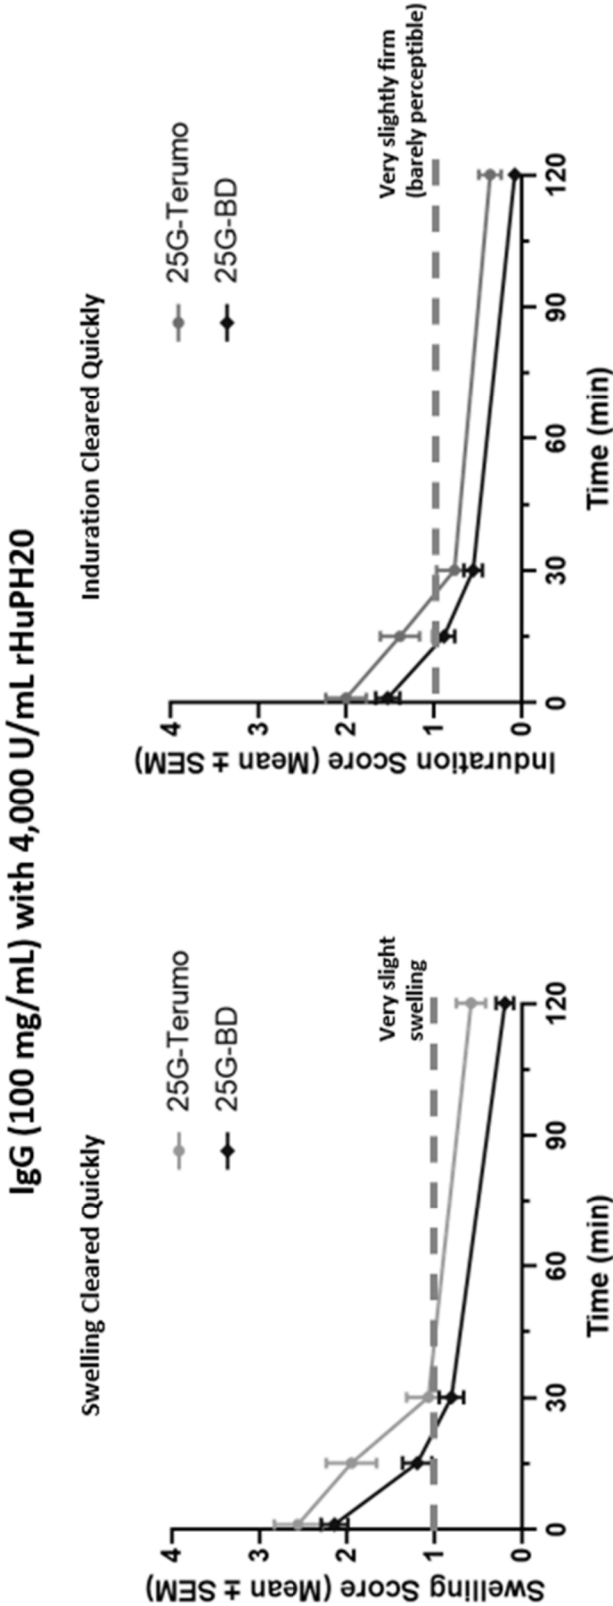 IgG (100 mg/mL) with 4,000 U/mL rHuPH20
Swelling Cleared Quickly
25G-Terumo
25G-BD
Very slight
swelling
Swelling Score (Mean ± SEM)
4
3
2
1
0
0
30
60
90
120
Time (min)
Induration Cleared Quickly
25G-Terumo
25G-BD
Very slightly firm
(barely perceptible)
Induration Score (Mean ± SEM)
4
3
2
1
0
0
30
60
90
120
Time (min)